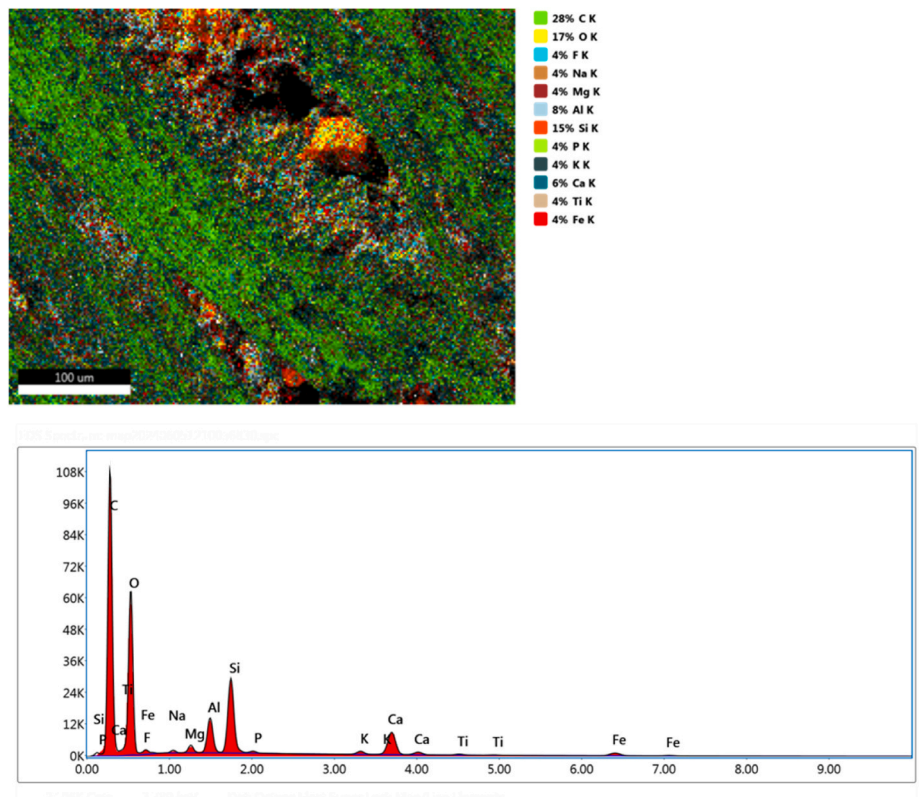 28% C K
17% O K
4% F K
4% Na K
4% Mg K
8% Al K
15% Si K
4% P K
4% K K
6% Ca K
4% Ti K
4% Fe K
100 um
108K
96K
84K
72K
60K
48K
36K
24K
12K
0K
C
O
Si
Ti
Si
Fe
Na
Al
Ca
P
Ca
F
Mg
P
K
K
Ca
Ti
Ti
Fe
Fe
0.00 1.00 2.00 3.00 4.00 5.00 6.00 7.00 8.00 9.00